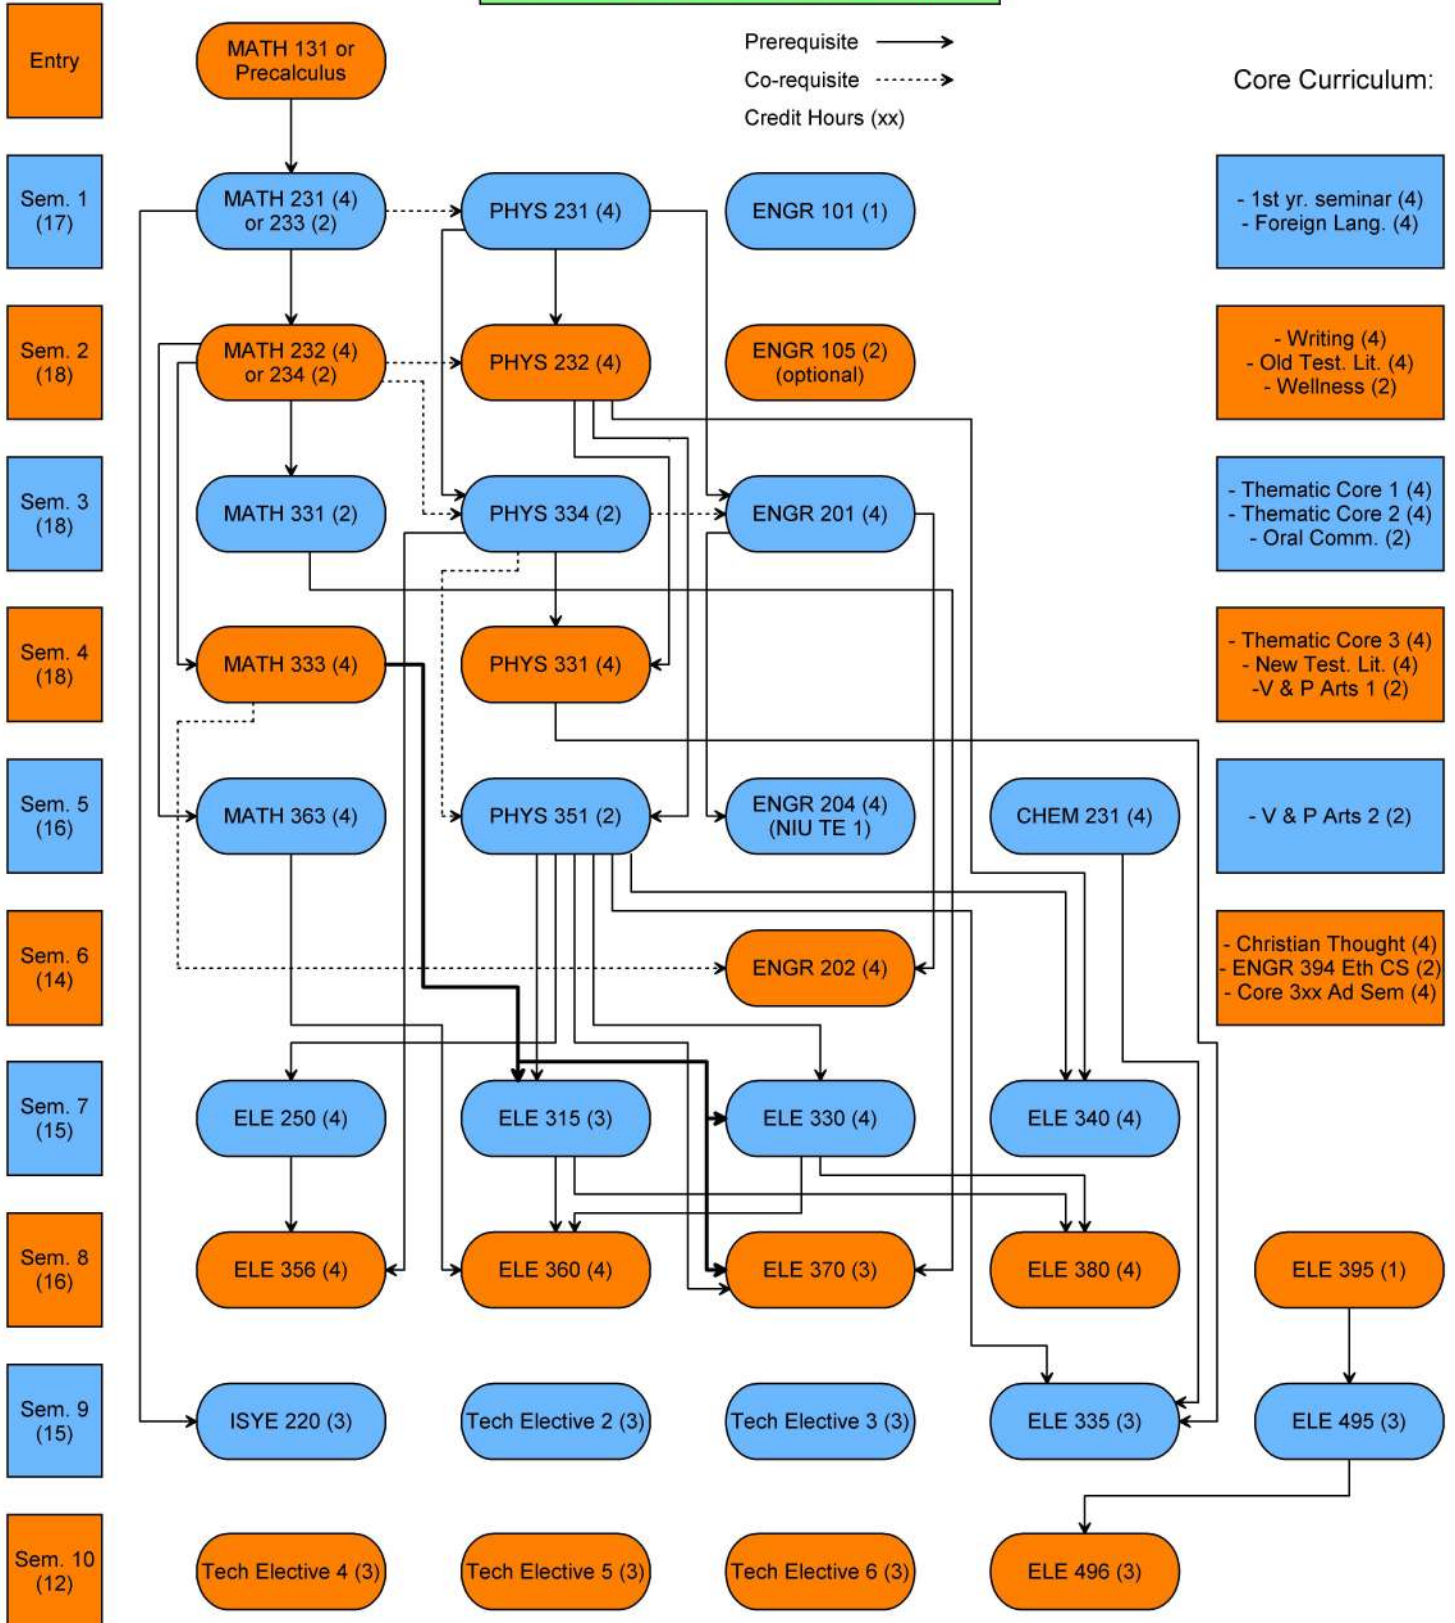 Entry
MATH 131 or
Precalculus
Prerequisite
Co-requisite
Credit Hours (xx)
Core Curriculum:
Sem. 1
(17)
MATH 231 (4)
or 233 (2)
PHYS 231 (4)
ENGR 101 (1)
- 1st yr. seminar (4)
- Foreign Lang. (4)
Sem. 2
(18)
MATH 232 (4)
or 234 (2)
PHYS 232 (4)
ENGR 105 (2)
(optional)
- Writing (4)
- Old Test. Lit. (4)
- Wellness (2)
Sem. 3
(18)
MATH 331 (2)
PHYS 334 (2)
ENGR 201 (4)
- Thematic Core 1 (4)
- Thematic Core 2 (4)
- Oral Comm. (2)
Sem. 4
(18)
MATH 333 (4)
PHYS 331 (4)
- Thematic Core 3 (4)
- New Test. Lit. (4)
-V & P Arts 1 (2)
Sem. 5
(16)
MATH 363 (4)
PHYS 351 (2)
ENGR 204 (4)
(NIU TE 1)
CHEM 231 (4)
- V & P Arts 2 (2)
Sem. 6
(14)
ENGR 202 (4)
- Christian Thought (4)
- ENGR 394 Eth CS (2)
- Core 3xx Ad Sem (4)
Sem. 7
(15)
ELE 250 (4)
ELE 315 (3)
ELE 330 (4)
ELE 340 (4)
Sem. 8
(16)
ELE 356 (4)
ELE 360 (4)
ELE 370 (3)
ELE 380 (4)
ELE 395 (1)
Sem. 9
(15)
ISYE 220 (3)
Tech Elective 2 (3)
Tech Elective 3 (3)
ELE 335 (3)
ELE 495 (3)
Sem. 10
(12)
Tech Elective 4 (3)
Tech Elective 5 (3)
Tech Elective 6 (3)
ELE 496 (3)